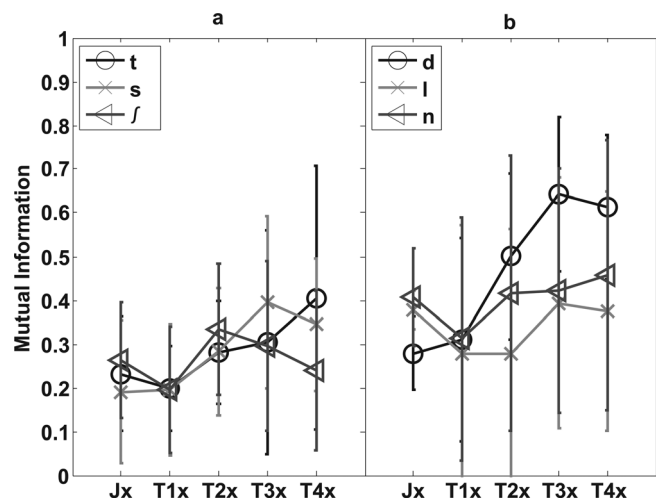 a
b
Mutual Information
1
0.9
0.8
0.7
0.6
0.5
0.4
0.3
0.2
0.1
0
t
s
ʃ
d
l
n
Jx T1x T2x T3x T4x
Jx T1x T2x T3x T4x